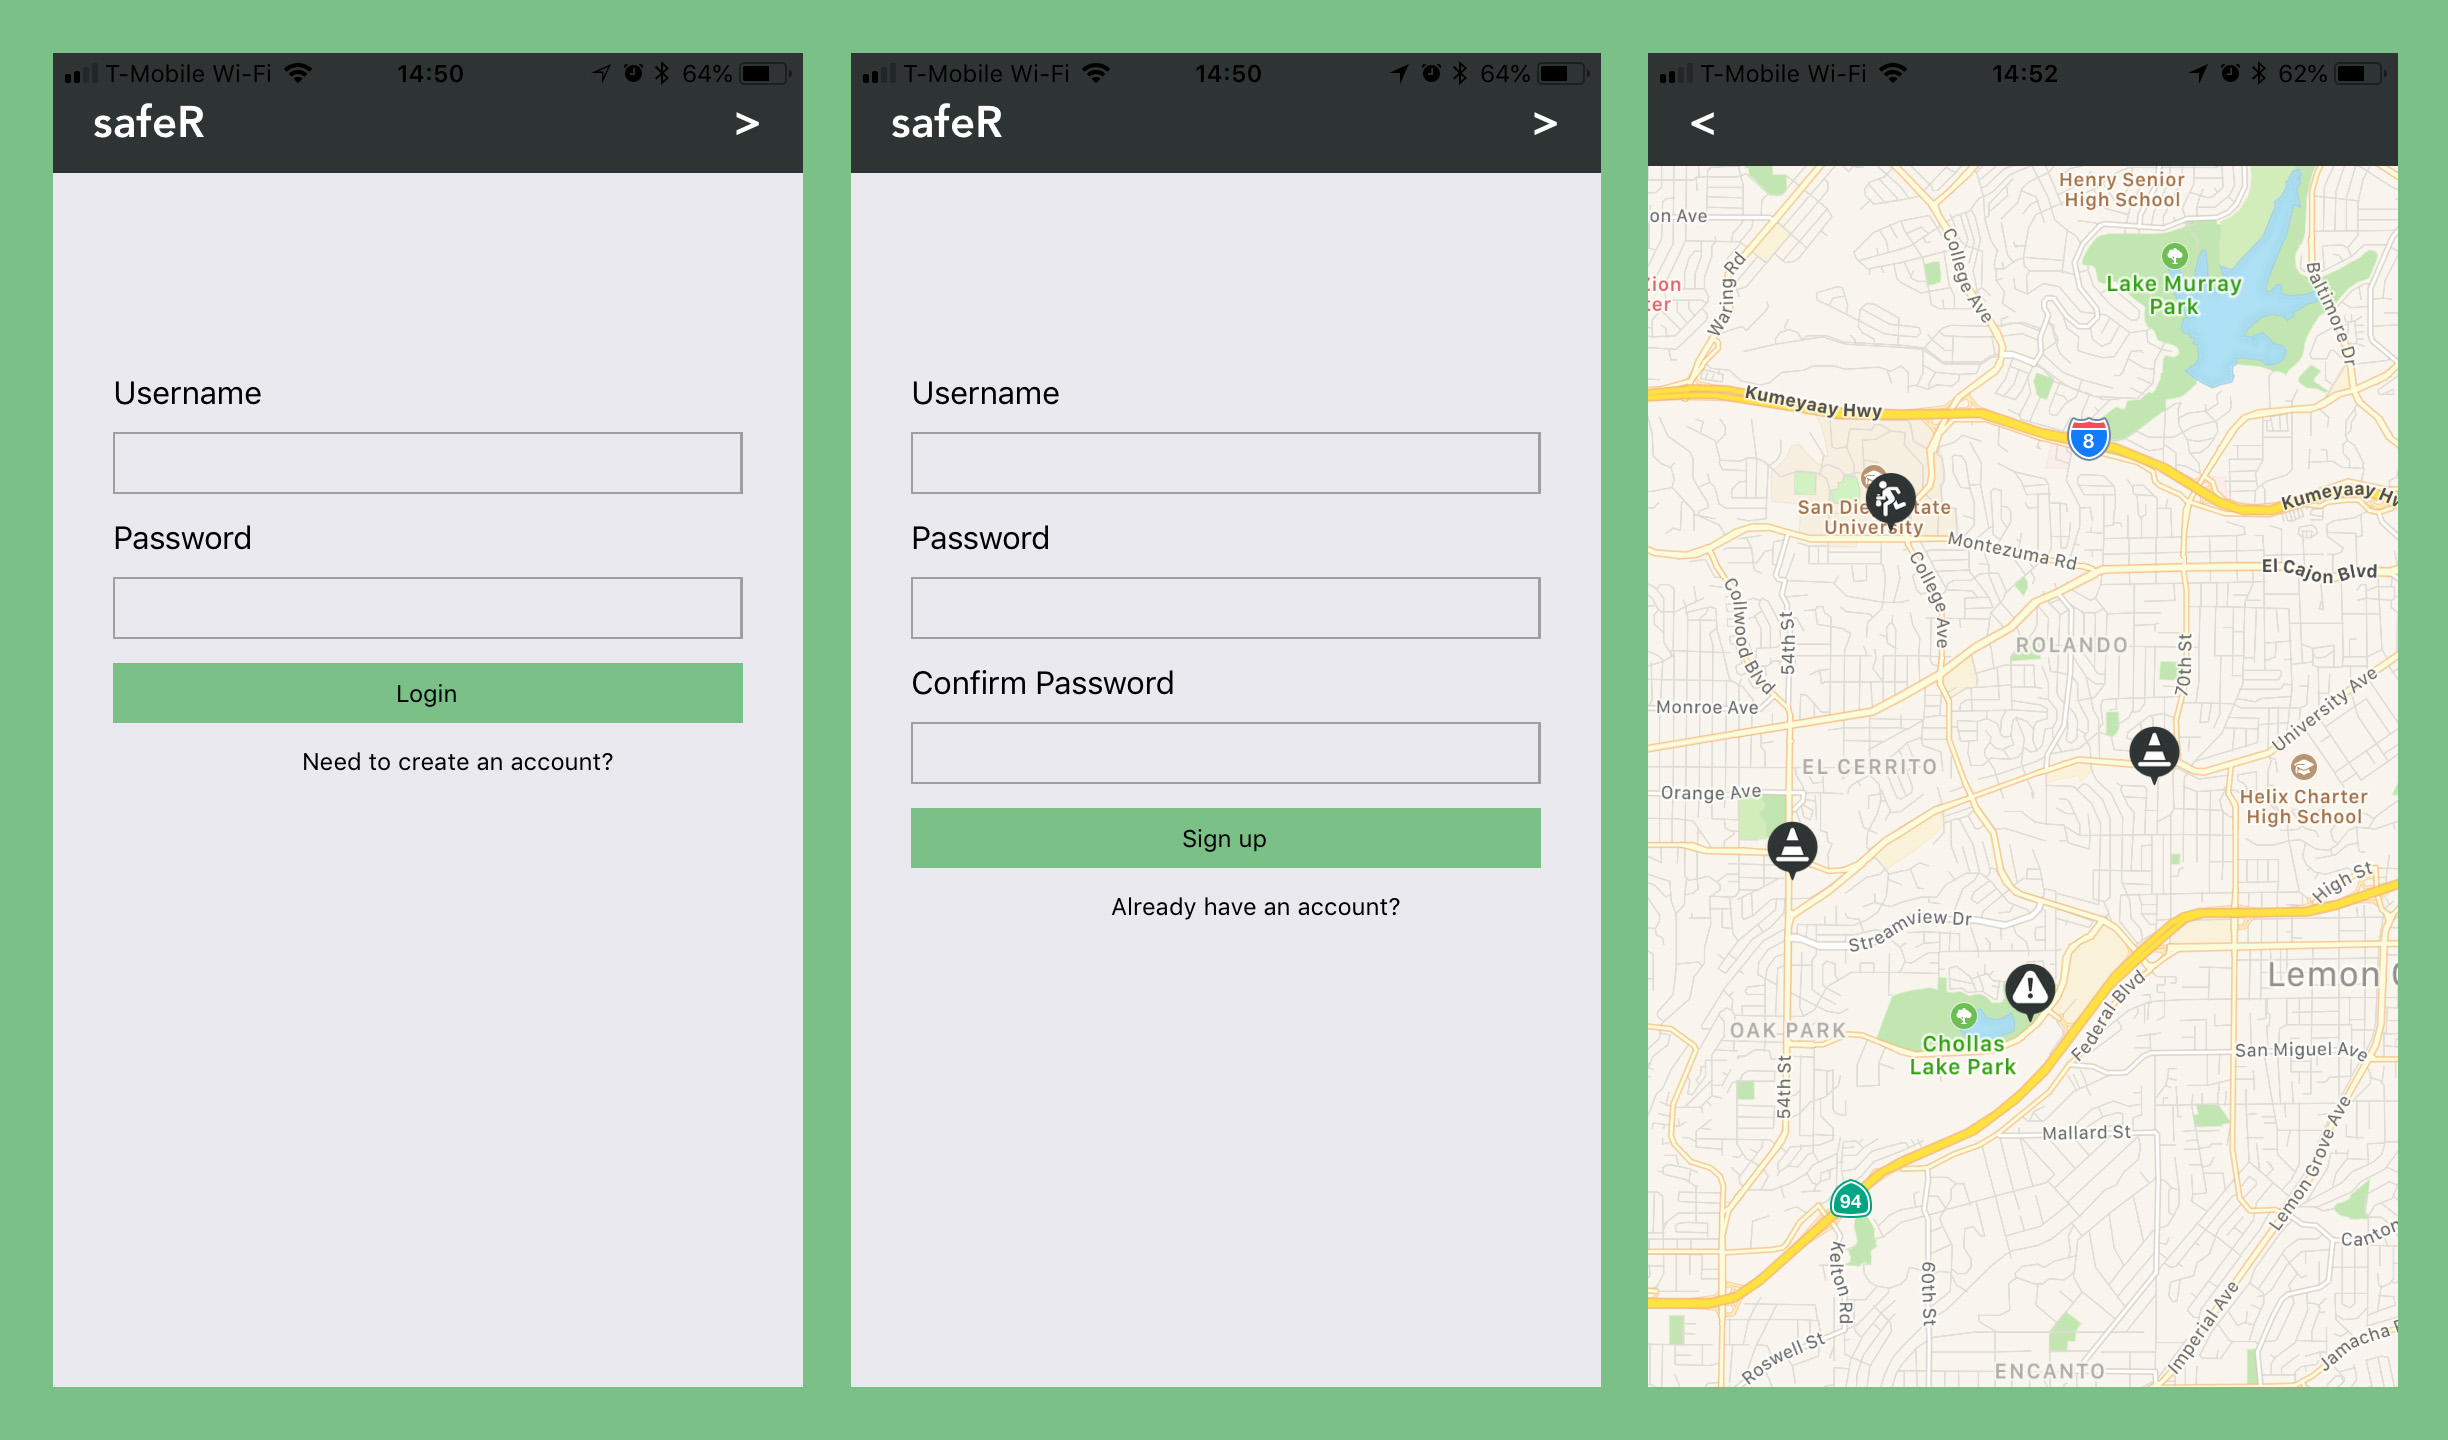 T-Mobile Wi-Fi 14:50 64%
safeR >
Username
Password
Login
Need to create an account?
T-Mobile Wi-Fi 14:50 64%
safeR >
Username
Password
Confirm Password
Sign up
Already have an account?
T-Mobile Wi-Fi 14:52 62%
<
Henry Senior
High School
on Ave
College Ave
Waring Rd
Lake Murray
Park
Baltimore Dr
Kumeyaay Hwy
8
Kumeyaay
San Die tate
University
Montezuma Rd
El Cajon Blvd
College Ave
Collwood Blvd
54th St
ROLANDO
70th St
University Ave
Monroe Ave
EL CERRITO
Orange Ave
Helix Charter
High School
High St
Streamview Dr
Lemon
Federal Blvd
OAK PARK
Chollas
Lake Park
San Miguel Ave
54th St
Mallard St
Lemon Grove Ave
94
Kelton Rd
60th St
Canton
Imperial Ave
Jamacha
Roswell St
ENCANTO